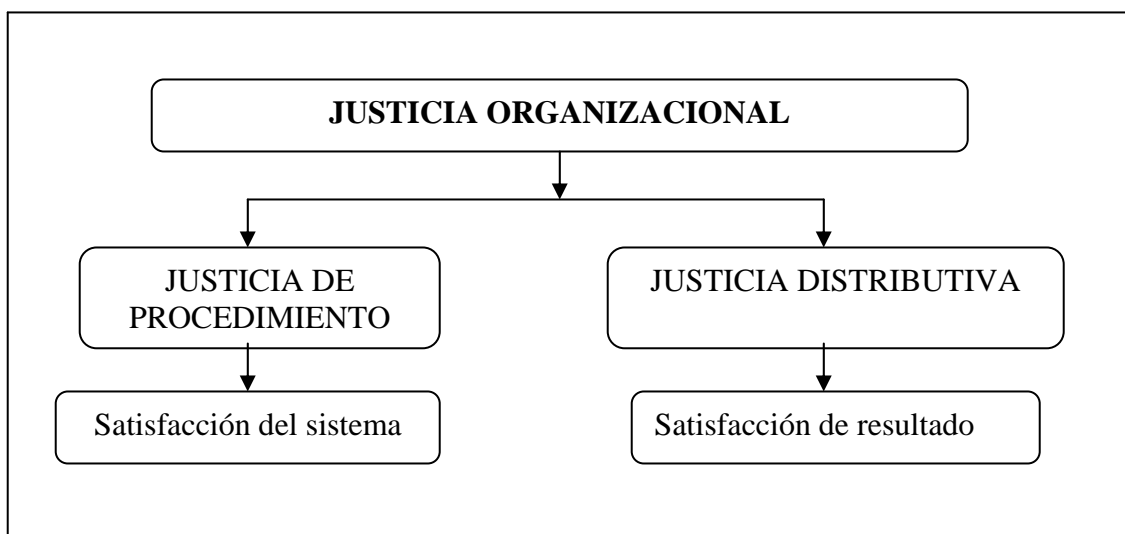 JUSTICIA ORGANIZACIONAL
JUSTICIA DE
PROCEDIMIENTO
JUSTICIA DISTRIBUTIVA
Satisfacción del sistema
Satisfacción de resultado